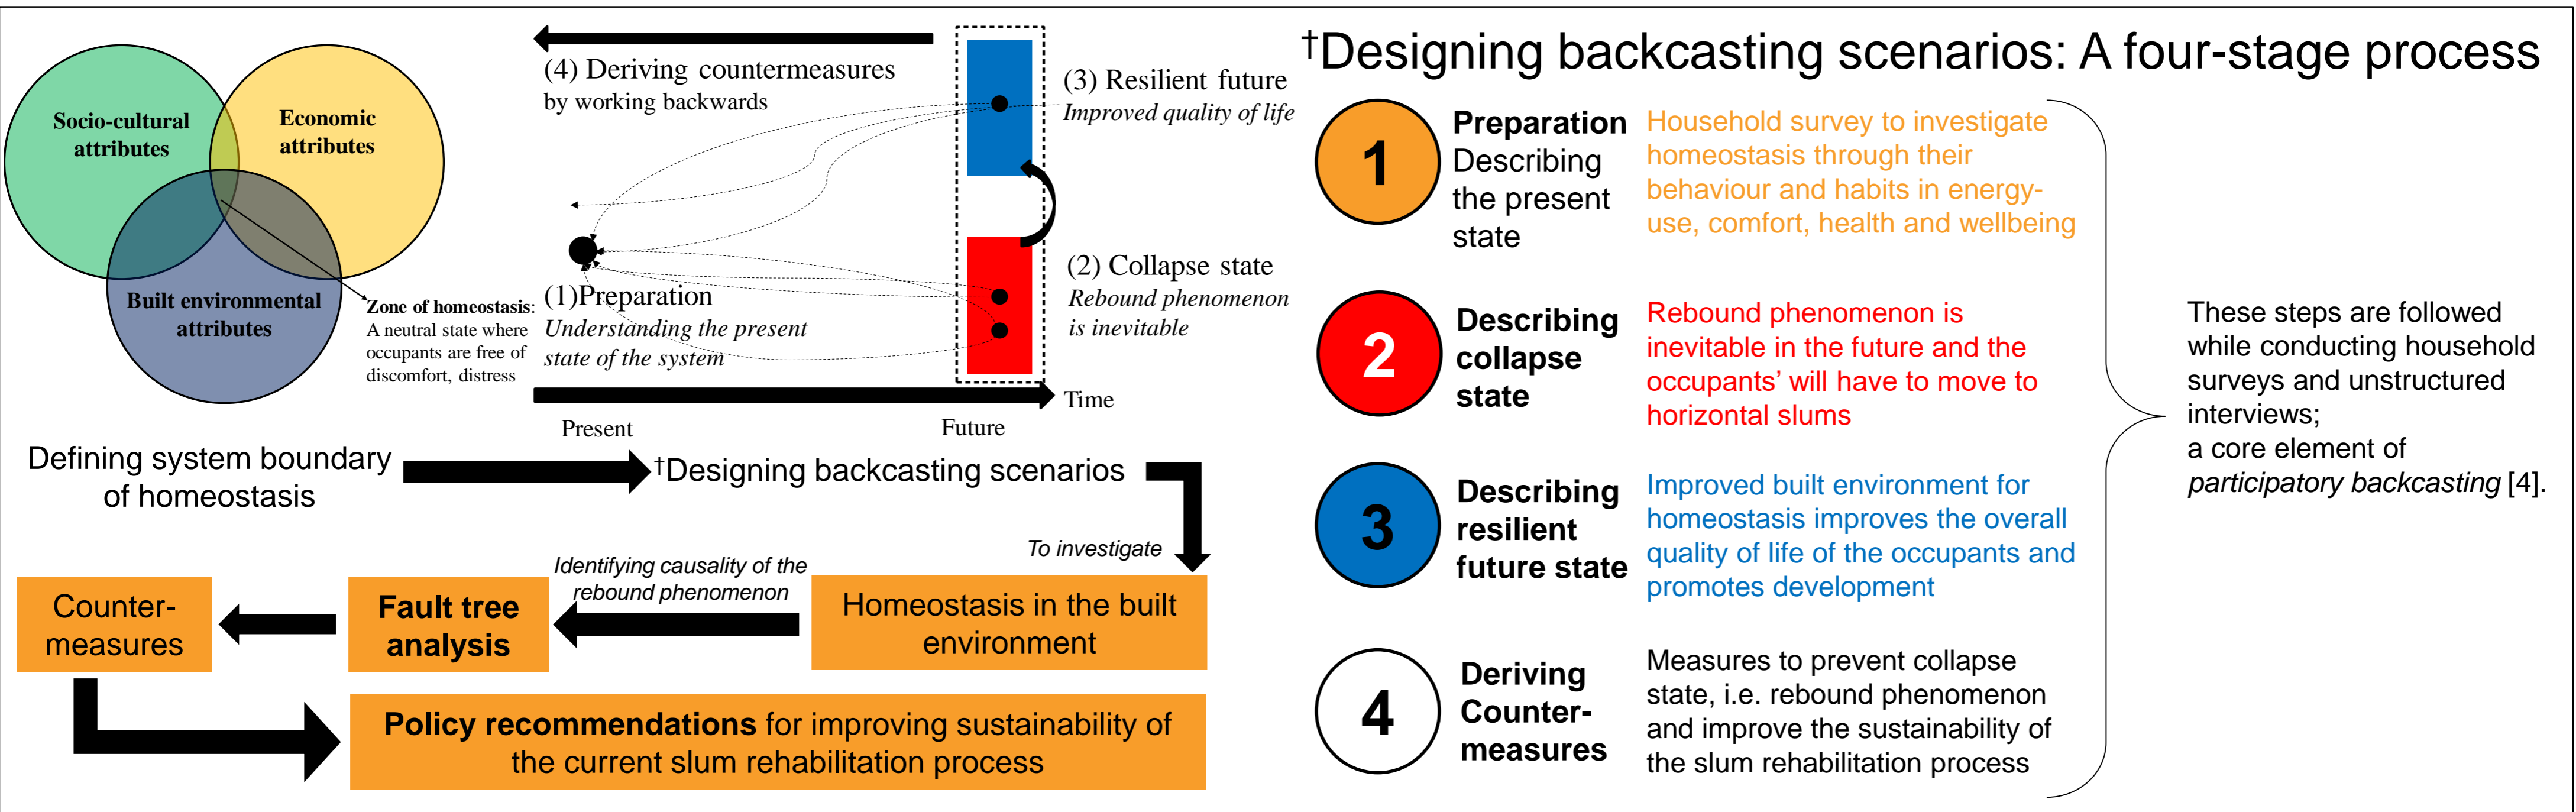 Socio-cultural
attributes
Economic
attributes
Built environmental
attributes
Zone of homeostasis:
A neutral state where
occupants are free of
discomfort, distress
(4) Deriving countermeasures
by working backwards
(3) Resilient future
Improved quality of life
(2) Collapse state
Rebound phenomenon
is inevitable
(1)Preparation
Understanding the present
state of the system
Time
Present
Future
Defining system boundary
of homeostasis
†Designing backcasting scenarios
To investigate
Homeostasis in the built
environment
Identifying causality of the
rebound phenomenon
Fault tree
analysis
Counter-
measures
Policy recommendations for improving sustainability of
the current slum rehabilitation process
†Designing backcasting scenarios: A four-stage process
1
Preparation
Describing
the present
state
Household survey to investigate
homeostasis through their
behaviour and habits in energy-
use, comfort, health and wellbeing
2
Describing
collapse
state
Rebound phenomenon is
inevitable in the future and the
occupants’ will have to move to
horizontal slums
3
Describing
resilient
future state
Improved built environment for
homeostasis improves the overall
quality of life of the occupants and
promotes development
4
Deriving
Counter-
measures
Measures to prevent collapse
state, i.e. rebound phenomenon
and improve the sustainability of
the slum rehabilitation process
These steps are followed
while conducting household
surveys and unstructured
interviews;
a core element of
participatory backcasting [4].